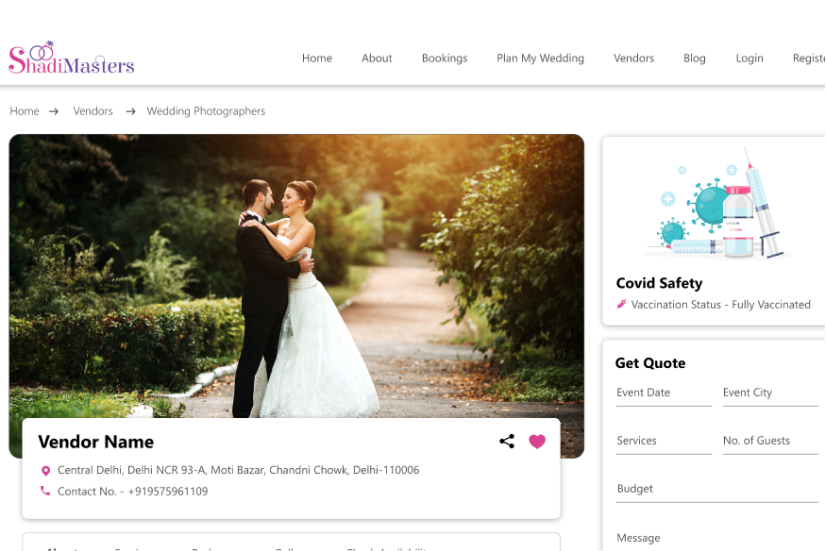 ShadiMasters
Home About Bookings Plan My Wedding Vendors Blog Login
Home → Vendors → Wedding Photographers
Covid Safety
Vaccination Status - Fully Vaccinated
Get Quote
Event Date Event City
Services No. of Guests
Budget
Message
Vendor Name
Central Delhi, Delhi NCR 93-A, Moti Bazar, Chandni Chowk, Delhi-110006
Contact No. - +919575961109